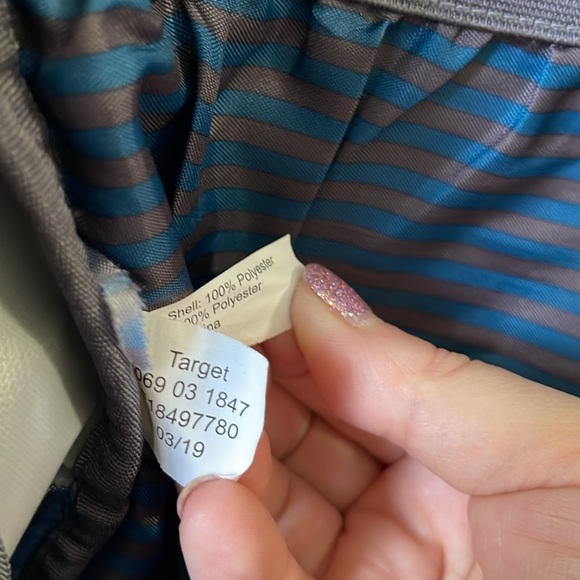 Shell: 100% Polyester
00% Polyester
ina
Target
069 03 1847
18497780
03/19